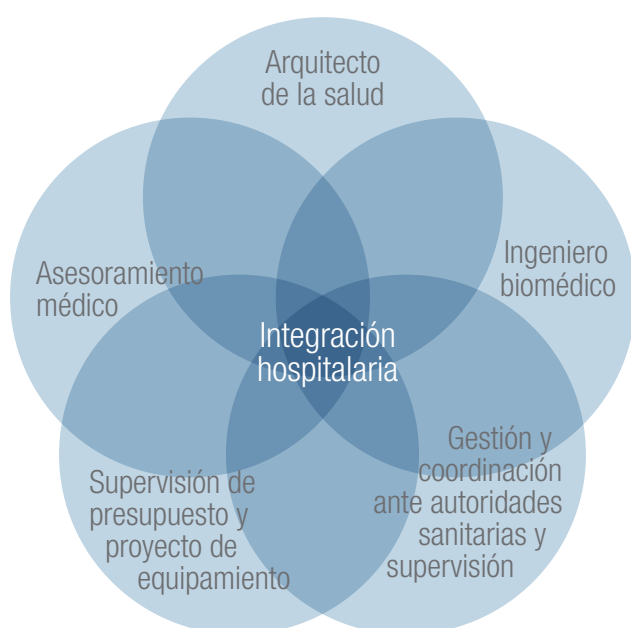 Arquitecto
de la salud
Ingeniero
biomédico
Asesoramiento
médico
Integración
hospitalaria
Gestión y
coordinación
ante autoridades
sanitarias y
supervisión
Supervisión de
presupuesto y
proyecto de
equipamiento